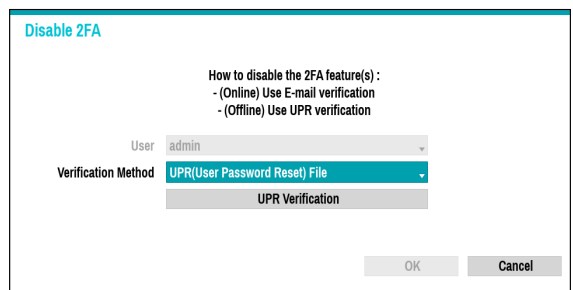 Disable 2FA
How to disable the 2FA feature(s) :
- (Online) Use E-mail verification
- (Offline) Use UPR verification
User admin
Verification Method UPR(User Password Reset) File
UPR Verification
OK Cancel